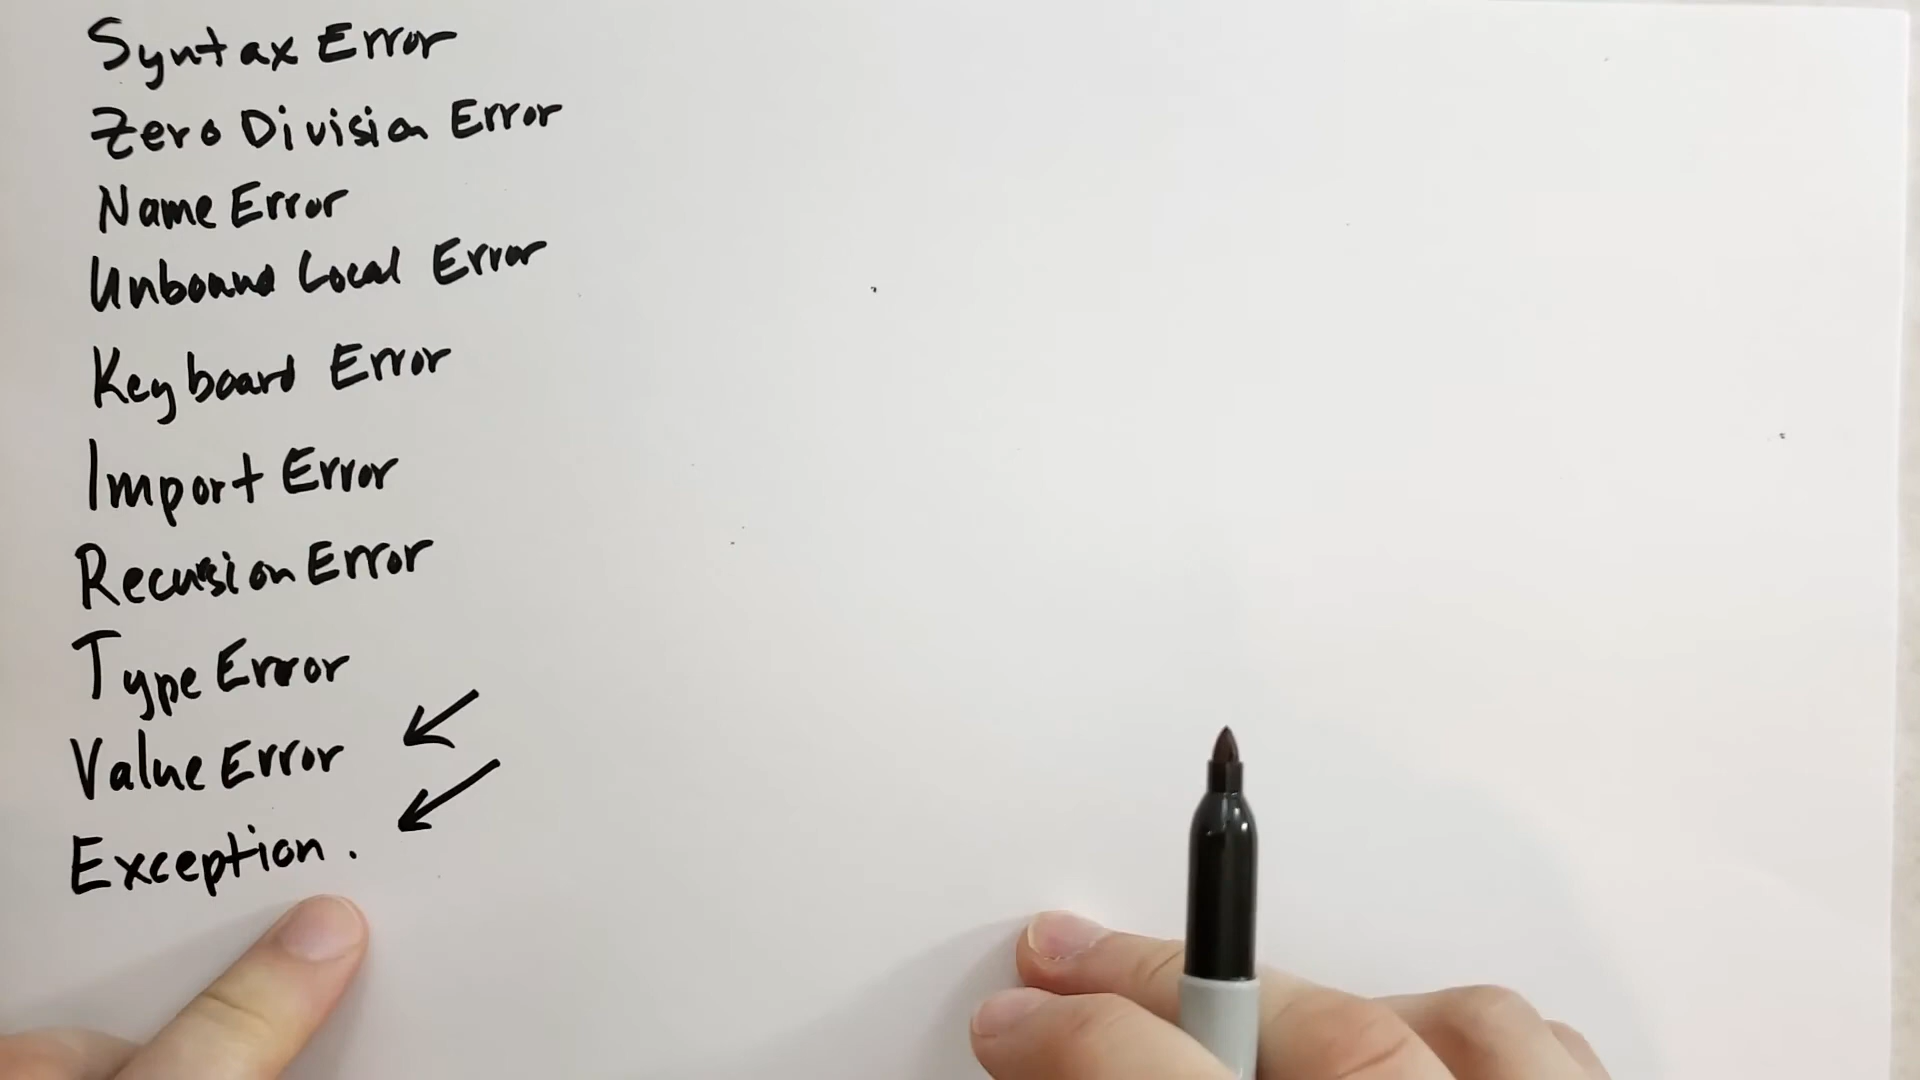 Syntax Error
Zero Division Error
Name Error
Unbound Local Error
Keyboard Error
Import Error
Recursion Error
Type Error
Value Error
Exception.